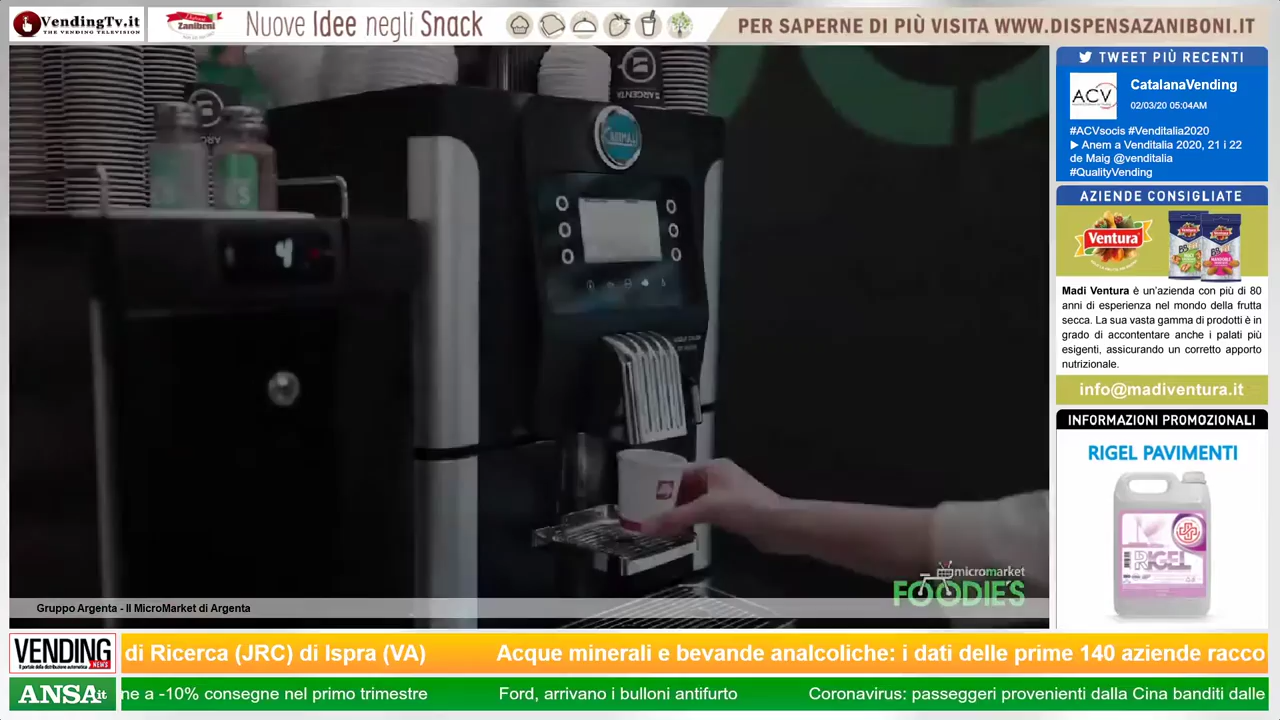 VendingTv.it
THE VENDING TELEVISION
Zaniboni
Nuove Idee negli Snack
PER SAPERNE DI PIÙ VISITA WWW.DISPENSAZANIBONI.IT
TWEET PIÙ RECENTI
ACV
CatalanaVending
02/03/20 05:04AM
#ACVsocis #Venditalia2020
▶ Anem a Venditalia 2020, 21 i 22
de Maig @venditalia
#QualityVending
AZIENDE CONSIGLIATE
Ventura
Madi Ventura è un'azienda con più di 80
anni di esperienza nel mondo della frutta
secca. La sua vasta gamma di prodotti è in
grado di accontentare anche i palati più
esigenti, assicurando un corretto apporto
nutrizionale.
info@madiventura.it
INFORMAZIONI PROMOZIONALI
RIGEL PAVIMENTI
RIGEL
ARGENTA
micromarket
FOODIE'S
Gruppo Argenta - Il MicroMarket di Argenta
VENDING
NEWS
Il portale della distribuzione automatica
di Ricerca (JRC) di Ispra (VA) Acque minerali e bevande analcoliche: i dati delle prime 140 aziende racco
ANSA.it
ne a -10% consegne nel primo trimestre Ford, arrivano i bulloni antifurto Coronavirus: passeggeri provenienti dalla Cina banditi dalle